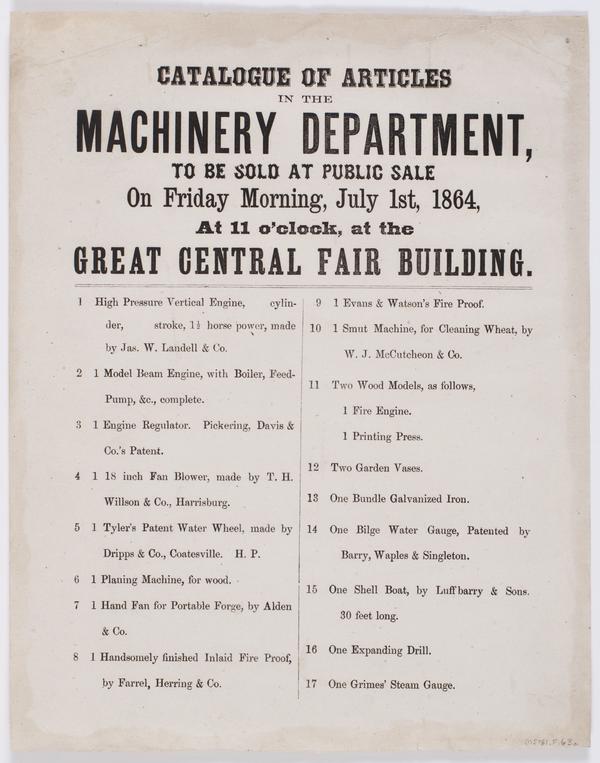 CATALOGUE OF ARTICLES
IN THE
MACHINERY DEPARTMENT,
TO BE SOLD AT PUBLIC SALE
On Friday Morning, July 1st, 1864,
At 11 o'clock, at the
GREAT CENTRAL FAIR BUILDING.
1 High Pressure Vertical Engine, cylin-
der, stroke, 1½ horse power, made
by Jas. W. Landell & Co.
2 1 Model Beam Engine, with Boiler, Feed-
Pump, &c., complete.
3 1 Engine Regulator. Pickering, Davis &
Co.'s Patent.
4 1 18 inch Fan Blower, made by T. H.
Willson & Co., Harrisburg.
5 1 Tyler's Patent Water Wheel, made by
Dripps & Co., Coatesville. H. P.
6 1 Planing Machine, for wood.
7 1 Hand Fan for Portable Forge, by Alden
& Co.
8 1 Handsomely finished Inlaid Fire Proof,
by Farrel, Herring & Co.
9 1 Evans & Watson's Fire Proof.
10 1 Smut Machine, for Cleaning Wheat, by
W. J. McCutcheon & Co.
11 Two Wood Models, as follows,
1 Fire Engine.
1 Printing Press.
12 Two Garden Vases.
13 One Bundle Galvanized Iron.
14 One Bilge Water Gauge, Patented by
Barry, Waples & Singleton.
15 One Shell Boat, by Luffbarry & Sons.
30 feet long.
16 One Expanding Drill.
17 One Grimes' Steam Gauge.